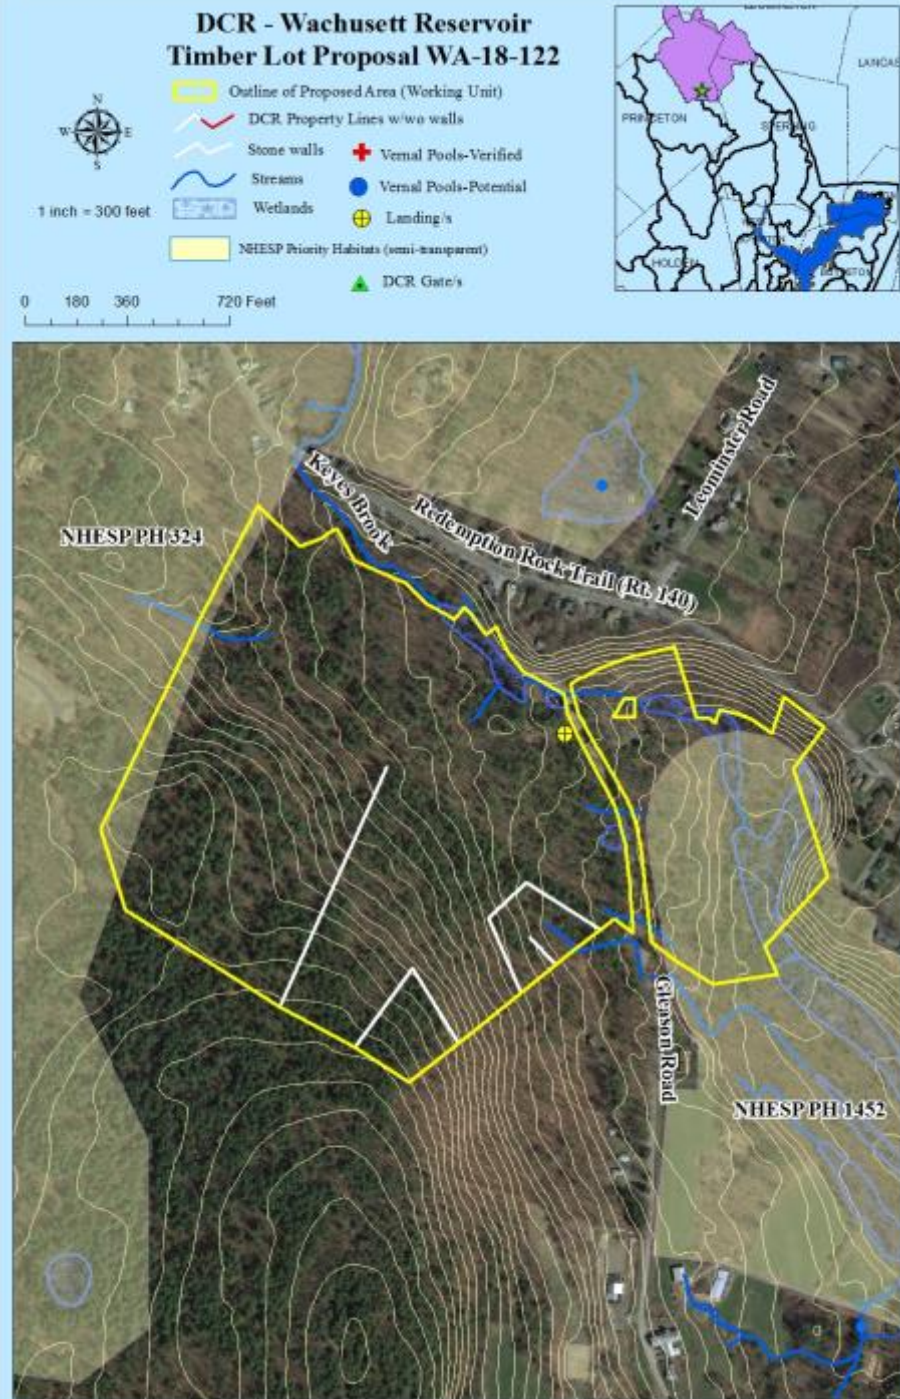 DCR - Wachusett Reservoir
Timber Lot Proposal WA-18-122
Outline of Proposed Area (Working Unit)
DCR Property Lines w/wo walls
Stone walls
Vernal Pools-Verified
Streams
Vernal Pools-Potential
Wetlands
Landing/s
NHESP Priority Habitats (semi-transparent)
DCR Gate/s
N
W
E
S
1 inch = 300 feet
0 180 360 720 Feet
LANCAS
PRINCETON
HOLDEN
Leominster Road
Keyes Brook
Redemption Rock Trail (Rt. 140)
NHESP PH 324
Gleason Road
NHESP PH 1452